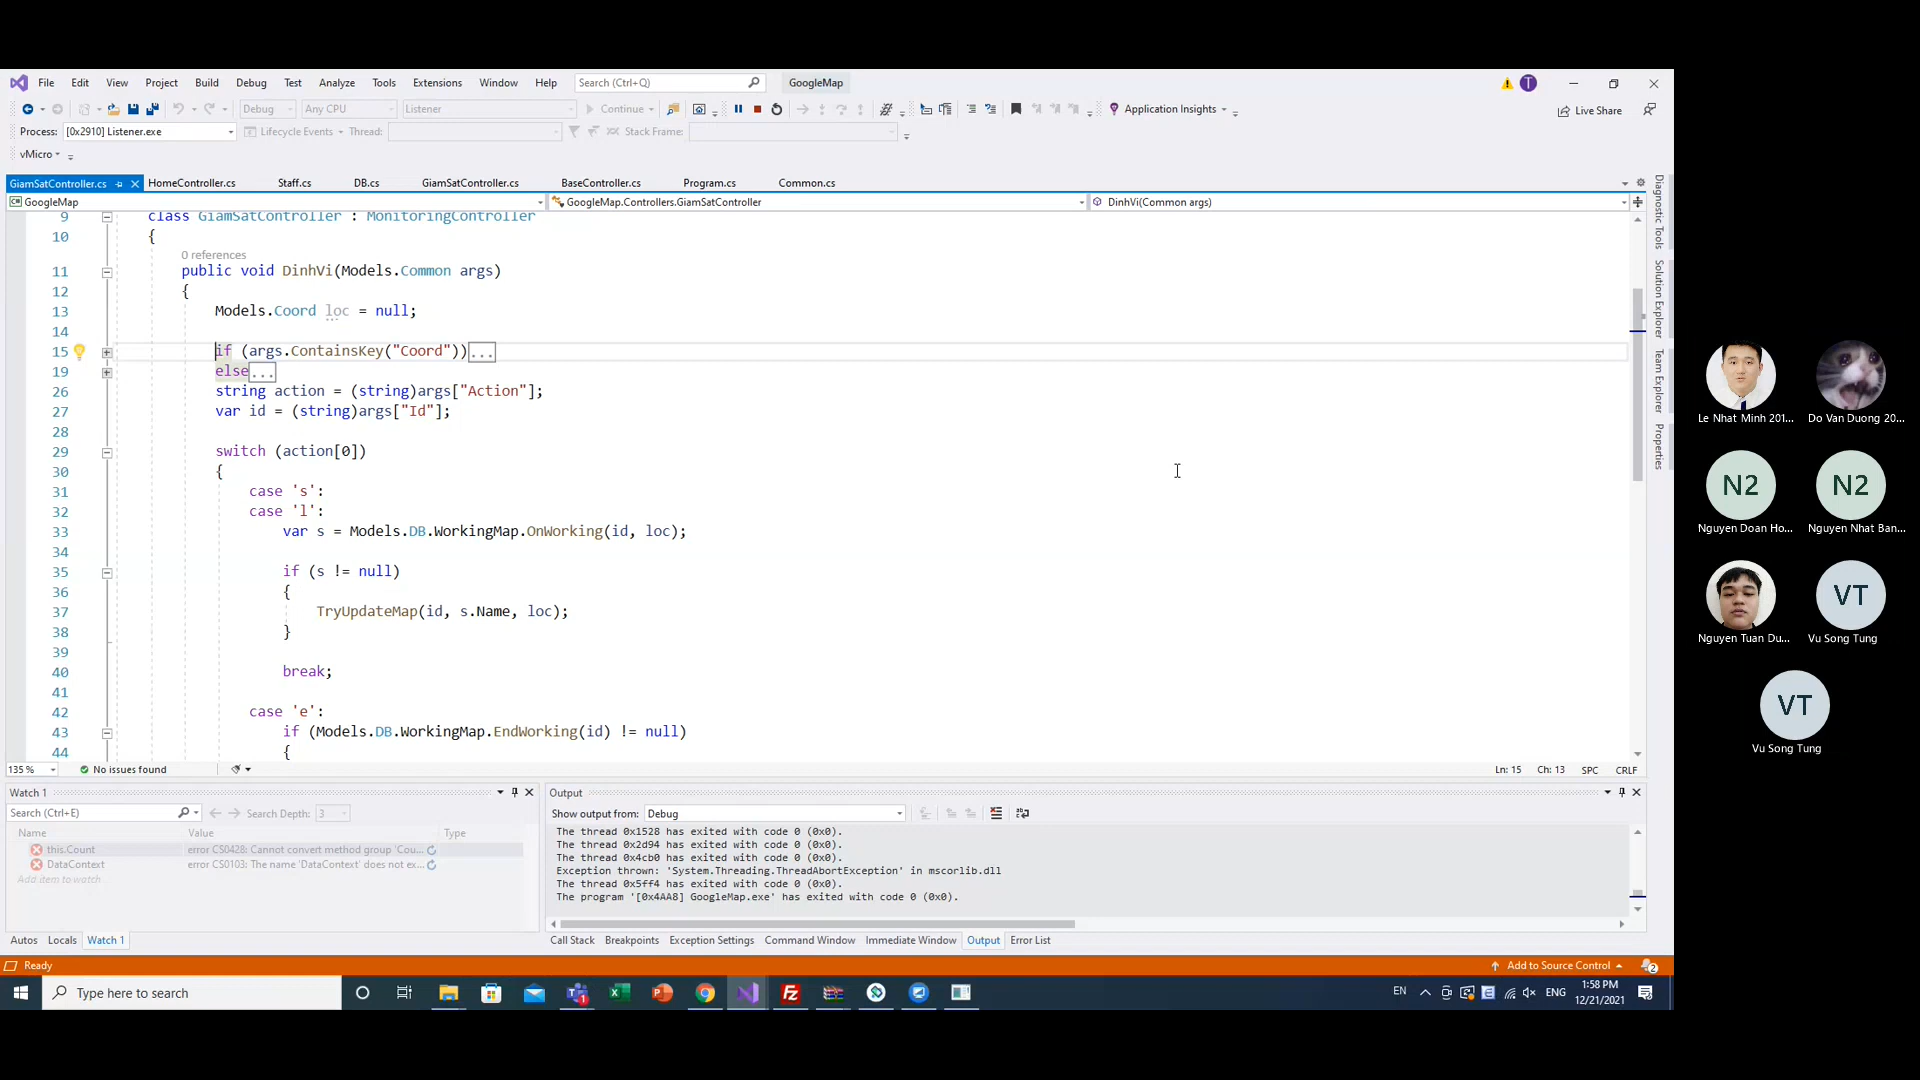 File Edit View Project Build Debug Test Analyze Tools Extensions Window Help Search (Ctrl+Q) GoogleMap T
Debug Any CPU Listener Continue Application Insights Live Share
Process: [0x2910] Listener.exe Lifecycle Events Thread: Stack Frame:
vMicro
GiamSatController.cs HomeController.cs Staff.cs DB.cs GiamSatController.cs BaseController.cs Program.cs Common.cs
GoogleMap GoogleMap.Controllers.GiamSatController DinhVi(Common args)
9 class GiamSatController : MonitoringController
10 {
0 references
11 public void DinhVi(Models.Common args)
12 {
13 Models.Coord loc = null;
14
15 if (args.ContainsKey("Coord"))...
19 else...
26 string action = (string)args["Action"];
27 var id = (string)args["Id"];
28
29 switch (action[0])
30 {
31 case 's':
32 case 'l':
33 var s = Models.DB.WorkingMap.OnWorking(id, loc);
34
35 if (s != null)
36 {
37 TryUpdateMap(id, s.Name, loc);
38 }
39
40 break;
41
42 case 'e':
43 if (Models.DB.WorkingMap.EndWorking(id) != null)
44 {
135 % No issues found Ln: 15 Ch: 13 SPC CRLF
Diagnostic Tools
Solution Explorer
Team Explorer
Properties
Watch 1
Search (Ctrl+E) Search Depth: 3
Name Value Type
this.Count error CS0428: Cannot convert method group 'Cou...
DataContext error CS0103: The name 'DataContext' does not ex...
Add item to watch
Autos Locals Watch 1
Output
Show output from: Debug
The thread 0x1528 has exited with code 0 (0x0).
The thread 0x2d94 has exited with code 0 (0x0).
The thread 0x4cb0 has exited with code 0 (0x0).
Exception thrown: 'System.Threading.ThreadAbortException' in mscorlib.dll
The thread 0x5ff4 has exited with code 0 (0x0).
The program '[0x4AA8] GoogleMap.exe' has exited with code 0 (0x0).
Call Stack Breakpoints Exception Settings Command Window Immediate Window Output Error List
Ready Add to Source Control 2
Type here to search EN ENG 1:58 PM
12/21/2021
Le Nhat Minh 201... Do Van Duong 20...
N2 N2
Nguyen Doan Ho... Nguyen Nhat Ban...
VT
Nguyen Tuan Du... Vu Song Tung
VT
Vu Song Tung